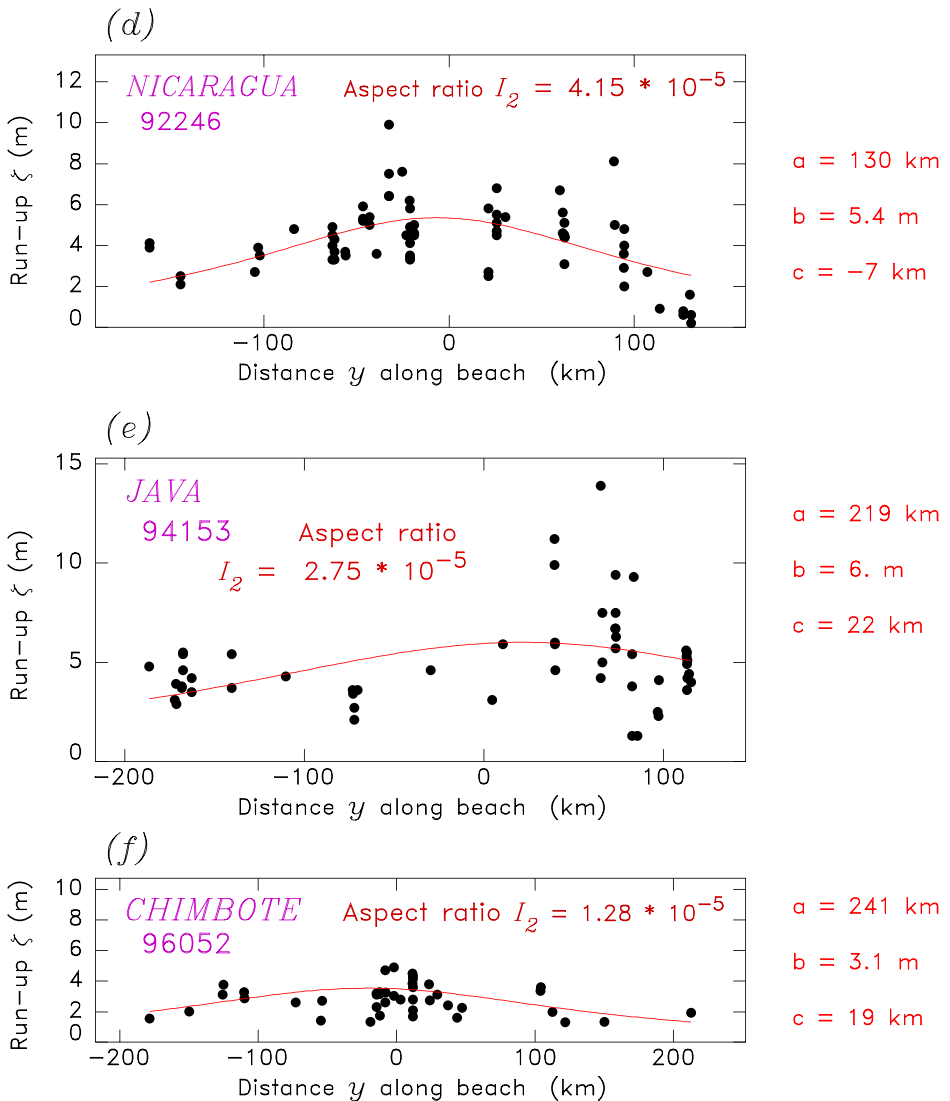 (d)
NICARAGUA
92246
Aspect ratio I₂ = 4.15 * 10⁻⁵
Run-up ζ (m)
12
10
8
6
4
2
0
−100 0 100
Distance y along beach (km)
a = 130 km
b = 5.4 m
c = −7 km
(e)
JAVA
94153
Aspect ratio
I₂ = 2.75 * 10⁻⁵
Run-up ζ (m)
15
10
5
0
−200 −100 0 100
Distance y along beach (km)
a = 219 km
b = 6. m
c = 22 km
(f)
CHIMBOTE
96052
Aspect ratio I₂ = 1.28 * 10⁻⁵
Run-up ζ (m)
10
8
6
4
2
0
−200 −100 0 100 200
Distance y along beach (km)
a = 241 km
b = 3.1 m
c = 19 km